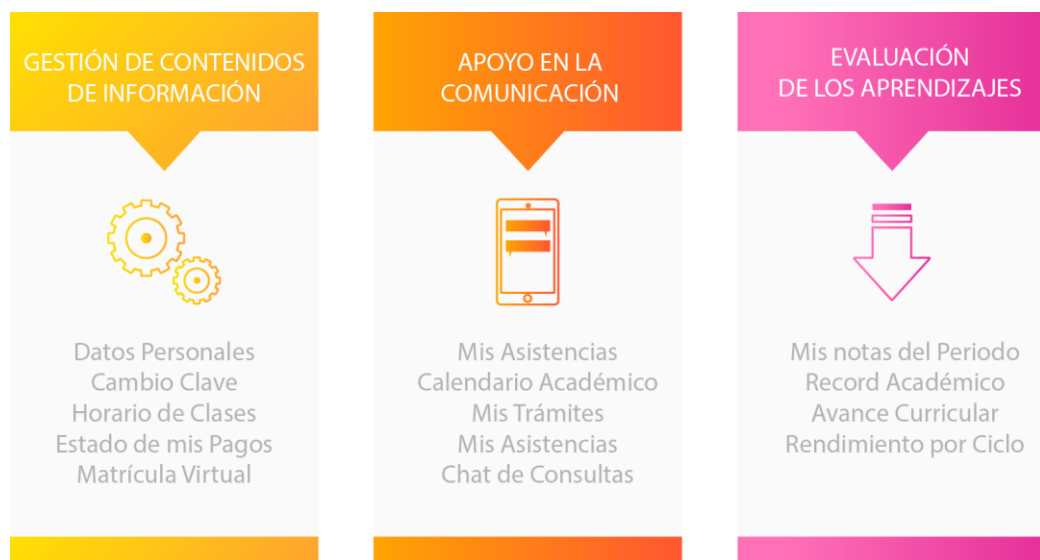 GESTIÓN DE CONTENIDOS
DE INFORMACIÓN
Datos Personales
Cambio Clave
Horario de Clases
Estado de mis Pagos
Matrícula Virtual
APOYO EN LA
COMUNICACIÓN
Mis Asistencias
Calendario Académico
Mis Trámites
Mis Asistencias
Chat de Consultas
EVALUACIÓN
DE LOS APRENDIZAJES
Mis notas del Periodo
Record Académico
Avance Curricular
Rendimiento por Ciclo